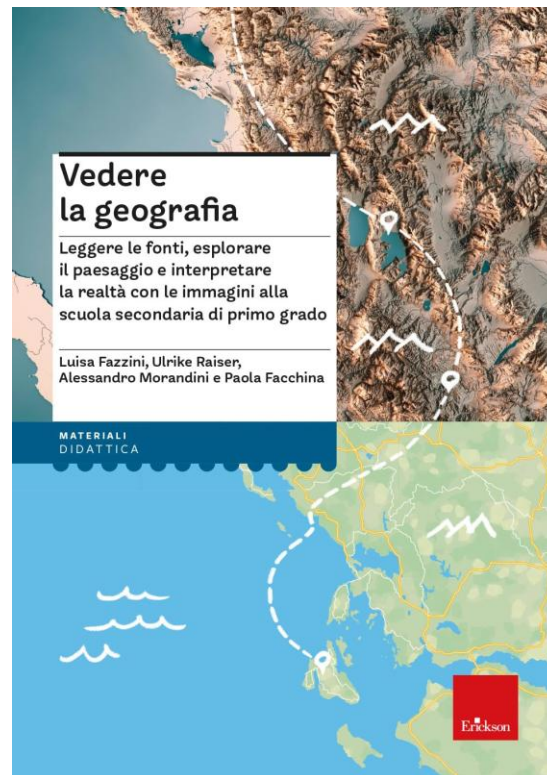 Vedere
la geografia
Leggere le fonti, esplorare
il paesaggio e interpretare
la realtà con le immagini alla
scuola secondaria di primo grado
Luisa Fazzini, Ulrike Raiser,
Alessandro Morandini e Paola Facchina
MATERIALI
DIDATTICA
Erickson